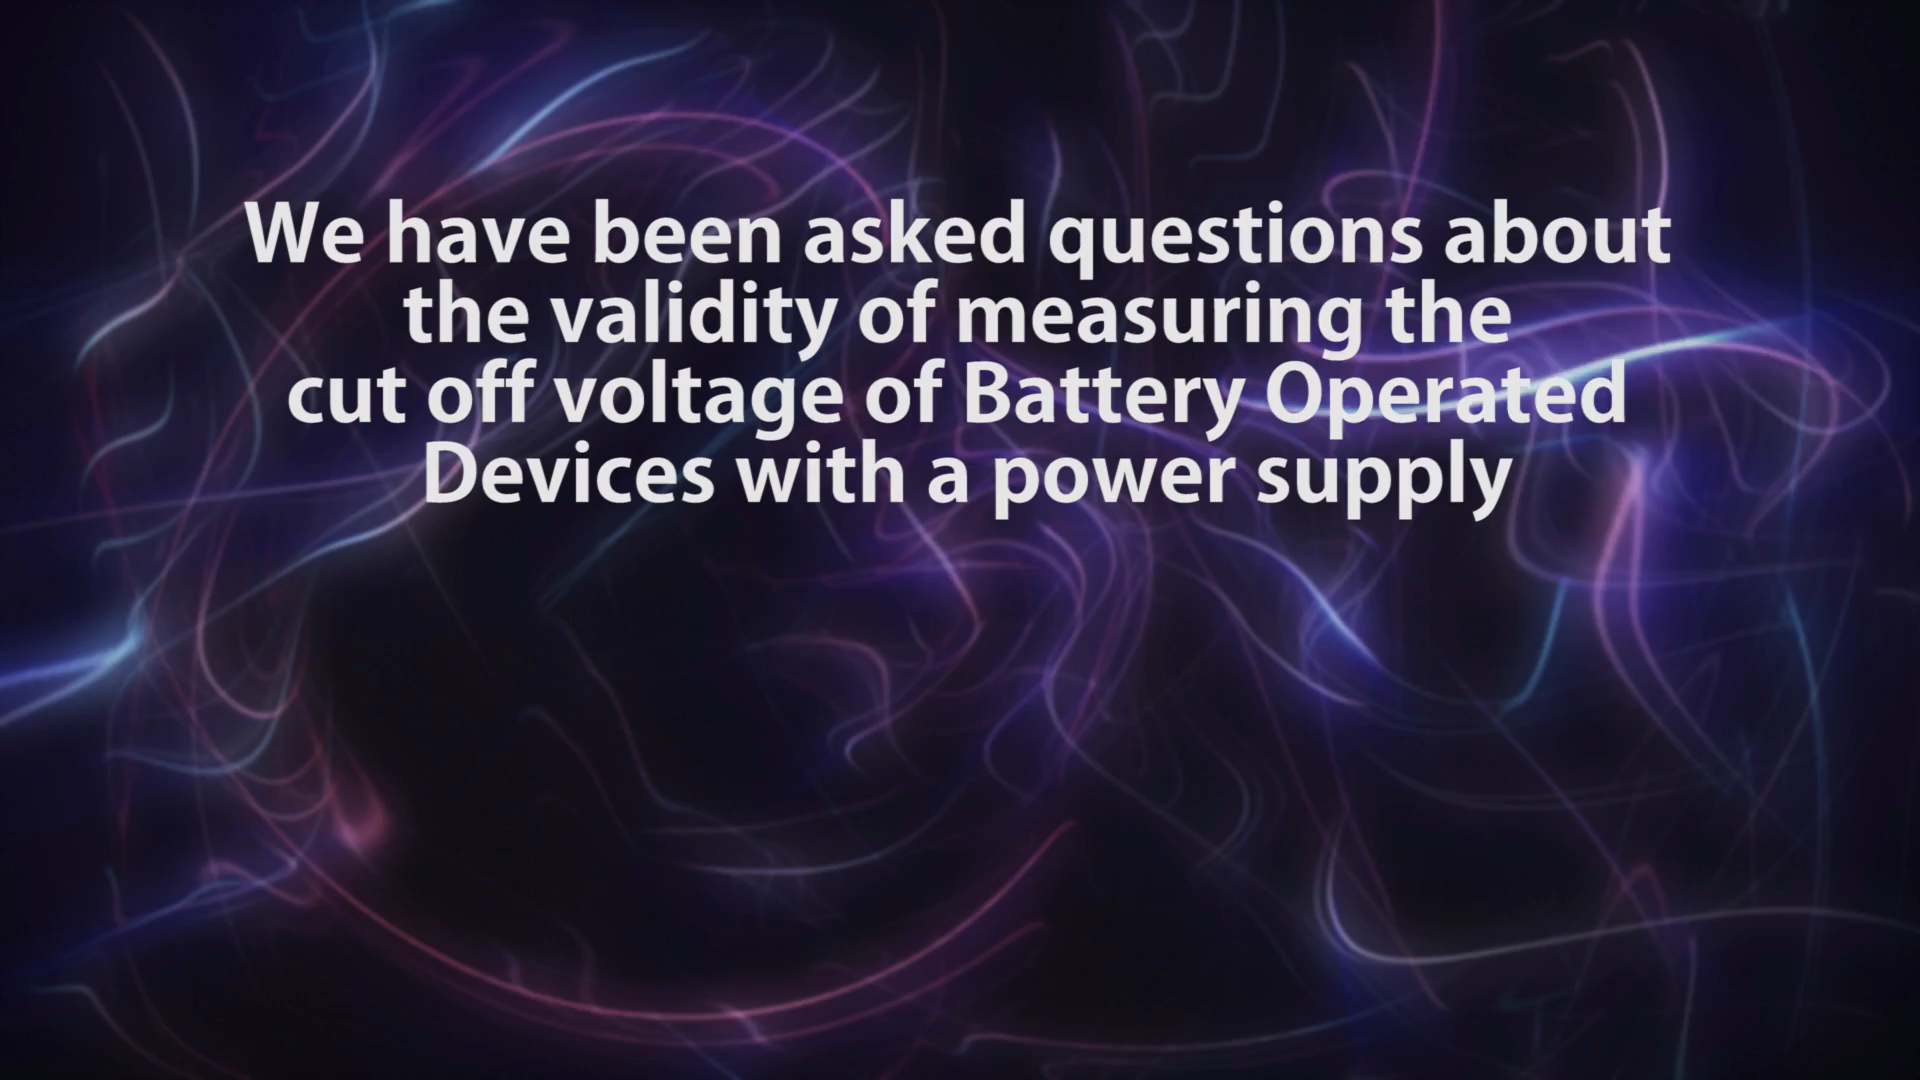 We have been asked questions about
the validity of measuring the
cut off voltage of Battery Operated
Devices with a power supply